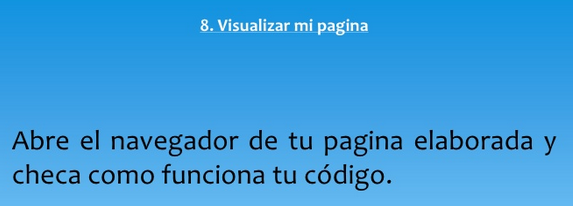 8. Visualizar mi pagina
Abre el navegador de tu pagina elaborada y
checa como funciona tu código.